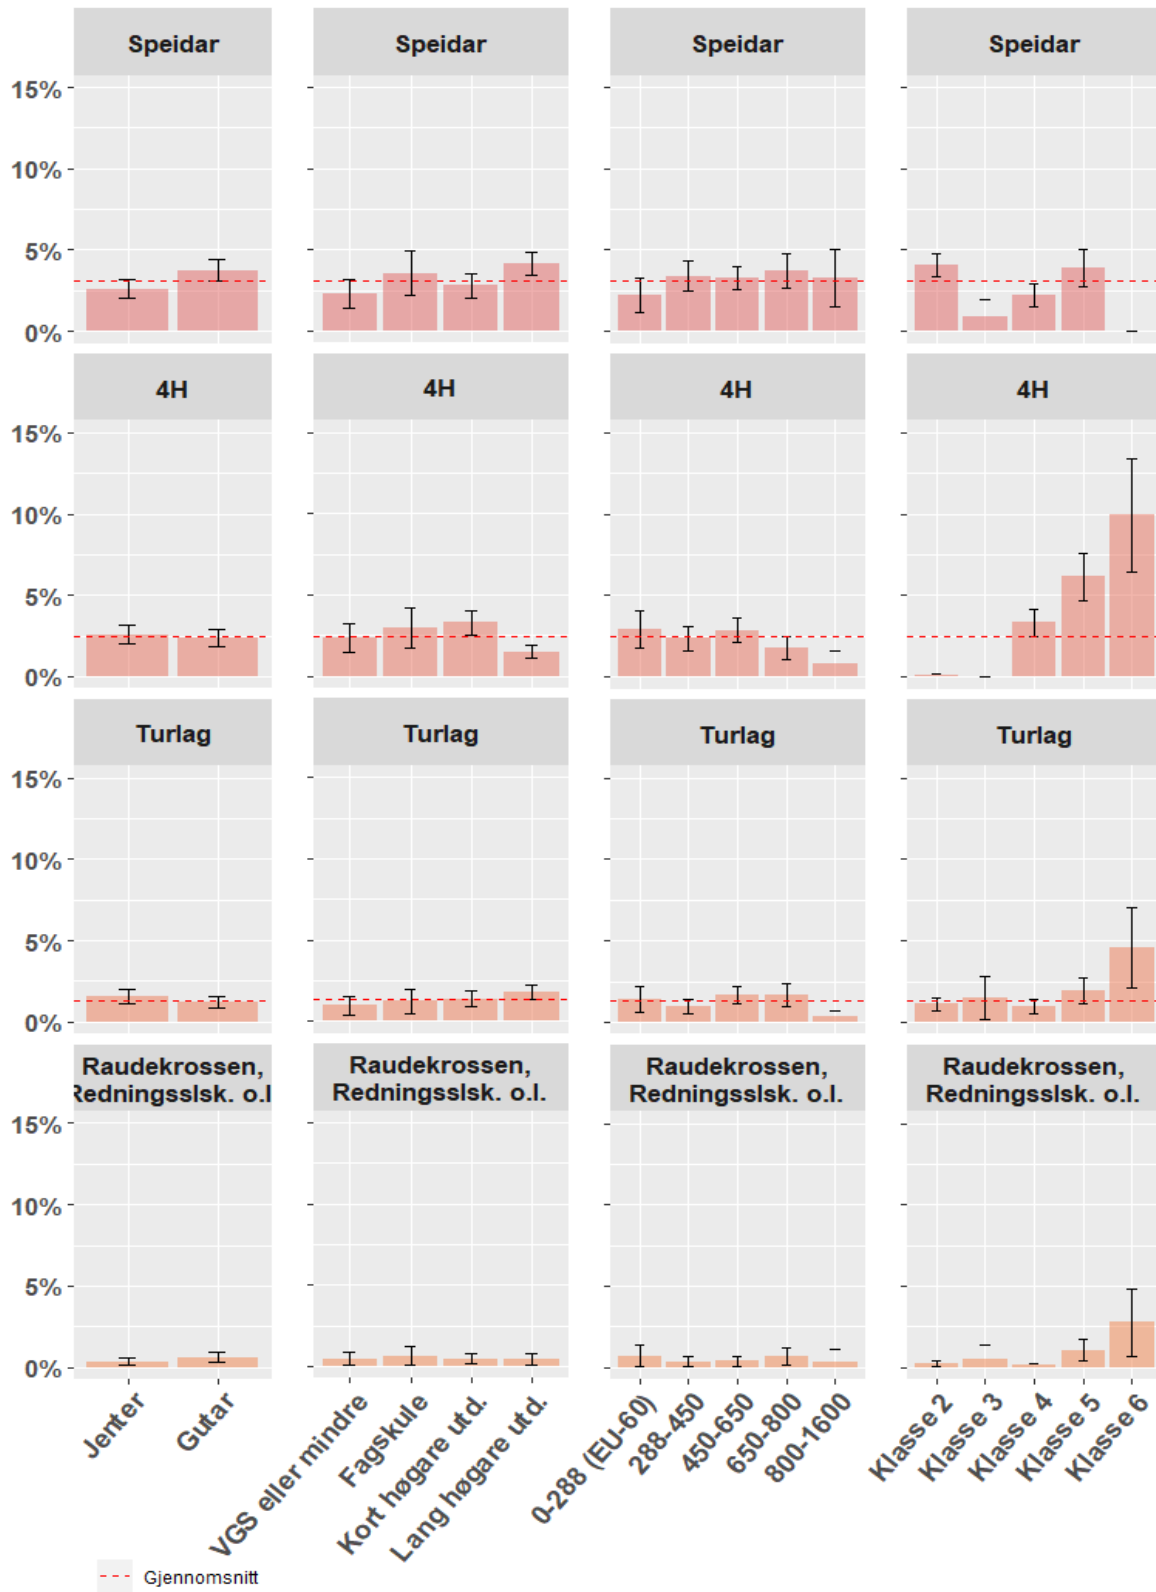 Speidar Speidar Speidar Speidar
15%
10%
5%
0%
4H 4H 4H 4H
15%
10%
5%
0%
Turlag Turlag Turlag Turlag
15%
10%
5%
0%
Raudekrossen, Raudekrossen, Raudekrossen, Raudekrossen,
Redningsslsk. o.l. Redningsslsk. o.l. Redningsslsk. o.l. Redningsslsk. o.l.
15%
10%
5%
0%
Jenter
Gutar
VGS eller mindre
Fagskule
Kort høgare utd.
Lang høgare utd.
0-288 (EU-60)
288-450
450-650
650-800
800-1600
Klasse 2
Klasse 3
Klasse 4
Klasse 5
Klasse 6
Gjennomsnitt